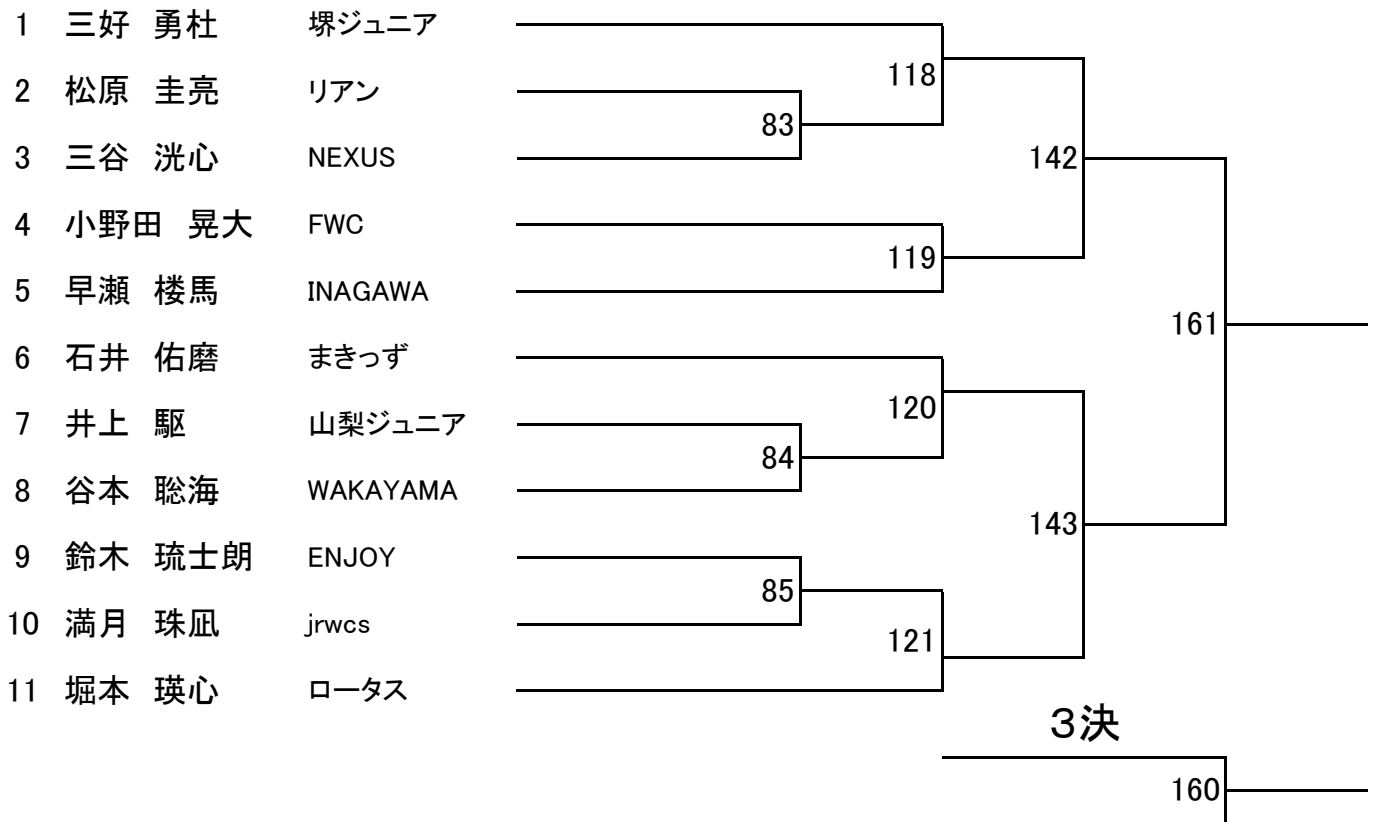 1 三好 勇杜 堺ジュニア
118
2 松原 圭亮 リアン
83
3 三谷 洸心 NEXUS
142
4 小野田 晃大 FWC
119
5 早瀬 楼馬 INAGAWA
161
6 石井 佑磨 まきっず
120
7 井上 駆 山梨ジュニア
84
8 谷本 聡海 WAKAYAMA
143
9 鈴木 琉士朗 ENJOY
85
10 満月 珠凪 jrwcs
121
11 堀本 瑛心 ロータス
３決
160